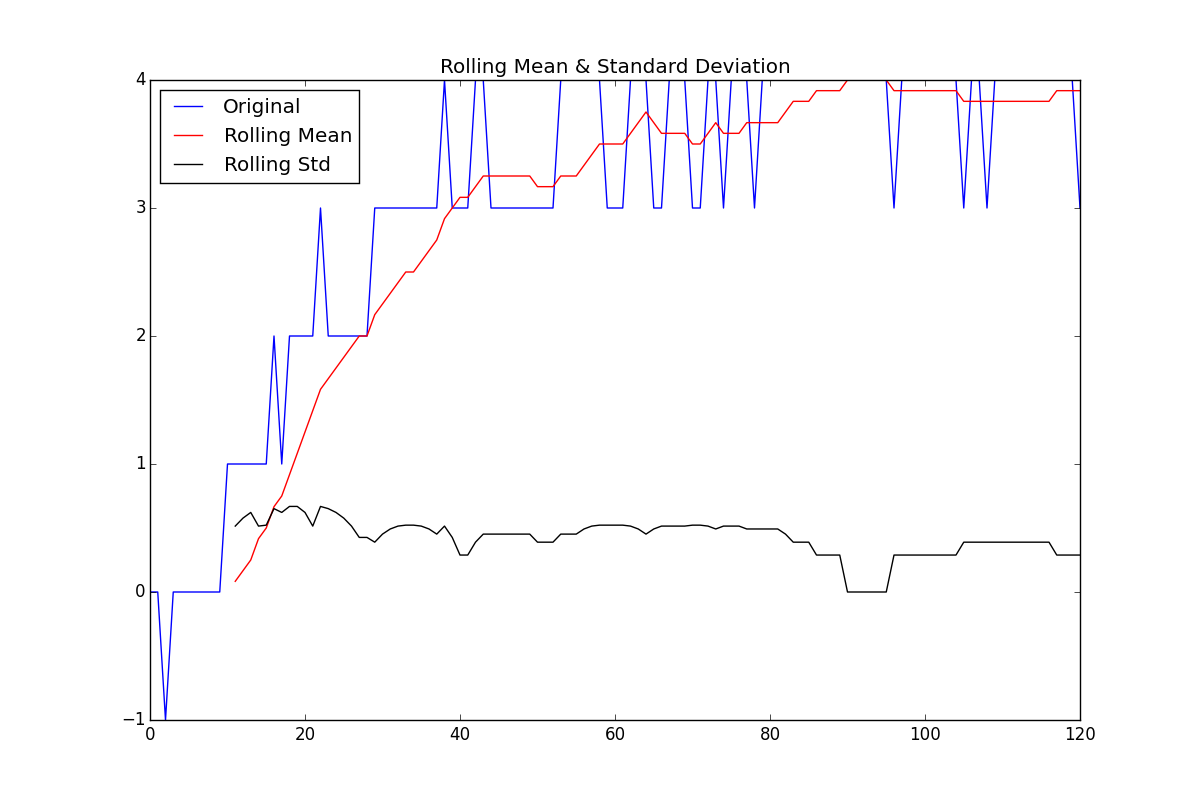 Rolling Mean & Standard Deviation
4
Original
Rolling Mean
Rolling Std
3
2
1
0
−1
0 20 40 60 80 100 120